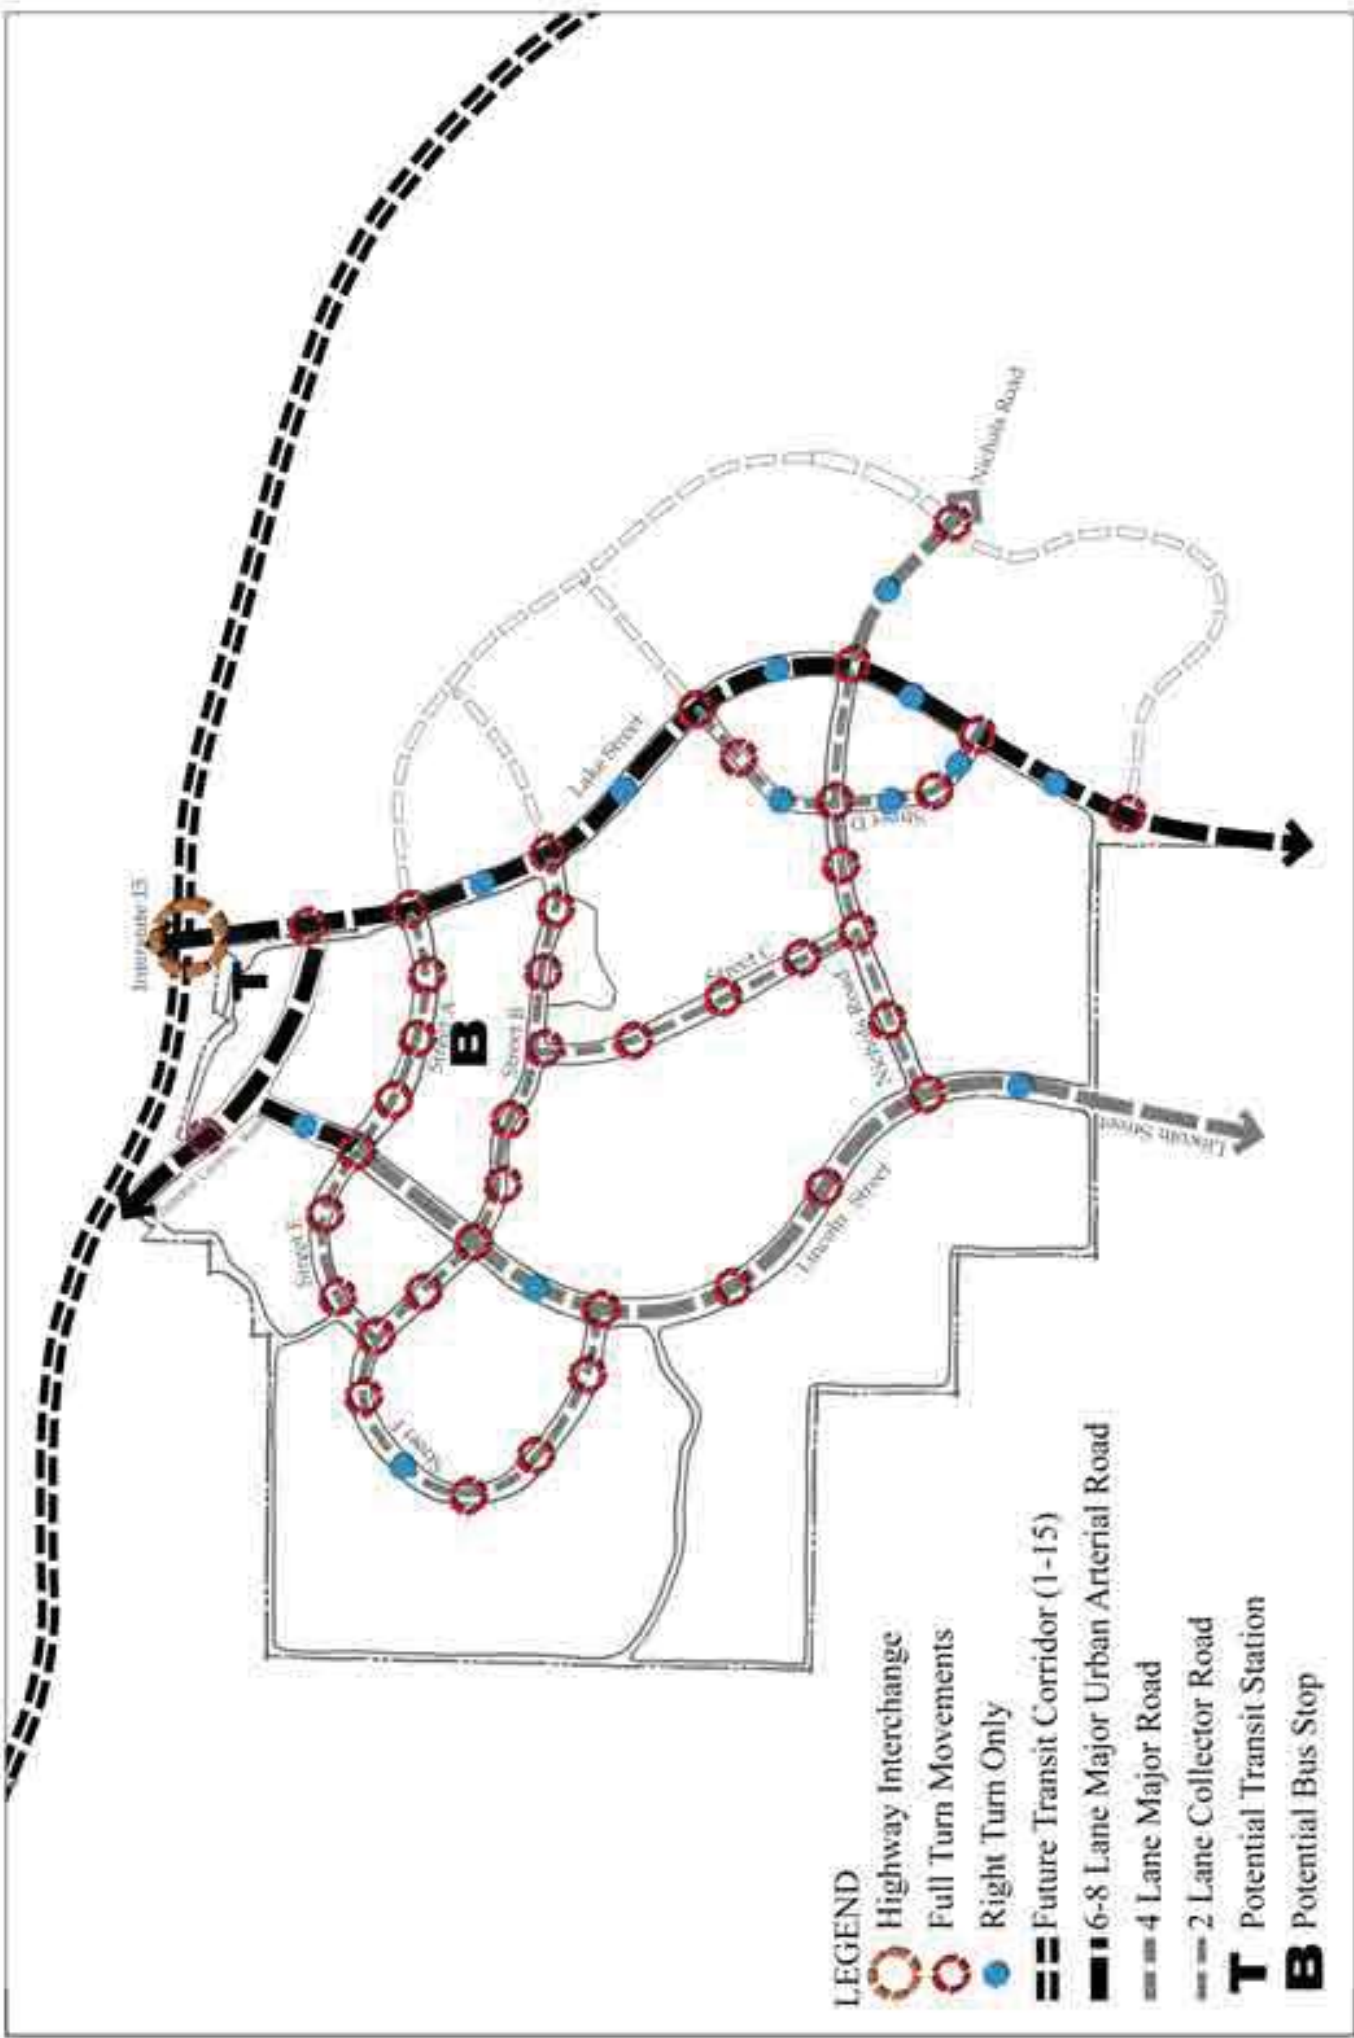 Interstate 15
T
Lake Street
Nichols Road
Street A
B
Street B
Street C
Street D
Nichols Road
Street E
Street F
Lincoln Street
Lincoln Street
LEGEND
Highway Interchange
Full Turn Movements
Right Turn Only
Future Transit Corridor (1-15)
6-8 Lane Major Urban Arterial Road
4 Lane Major Road
2 Lane Collector Road
T Potential Transit Station
B Potential Bus Stop